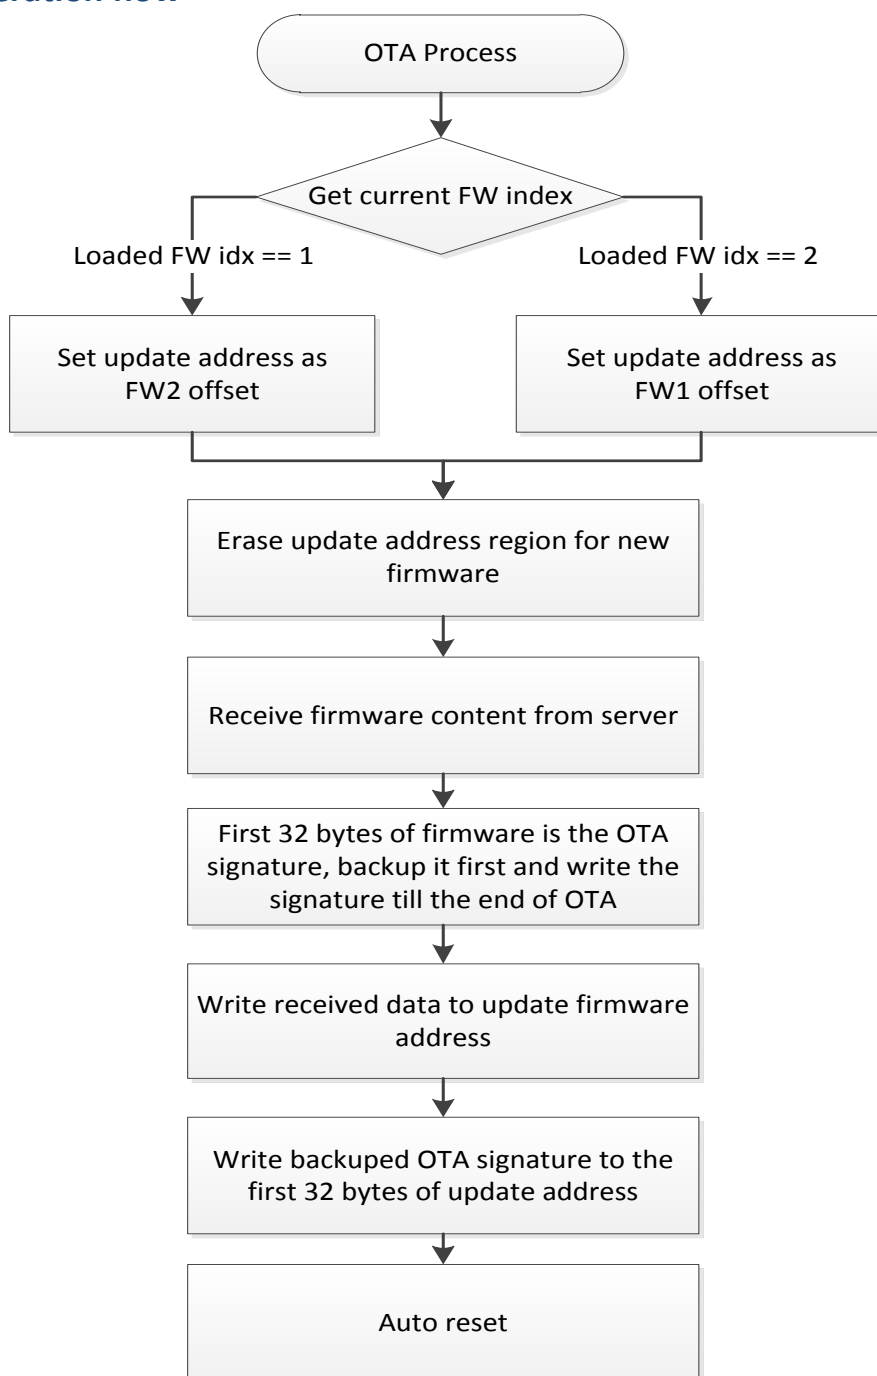 OTA Process
Get current FW index
Loaded FW idx == 1
Loaded FW idx == 2
Set update address as
FW2 offset
Set update address as
FW1 offset
Erase update address region for new
firmware
Receive firmware content from server
First 32 bytes of firmware is the OTA
signature, backup it first and write the
signature till the end of OTA
Write received data to update firmware
address
Write backuped OTA signature to the
first 32 bytes of update address
Auto reset